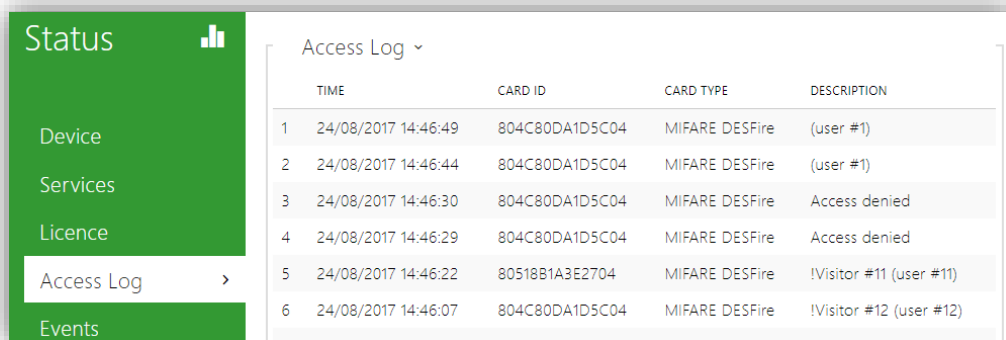 Status
Device
Services
Licence
Access Log
Events
Access Log
TIME CARD ID CARD TYPE DESCRIPTION
1 24/08/2017 14:46:49 804C80DA1D5C04 MIFARE DESFire (user #1)
2 24/08/2017 14:46:44 804C80DA1D5C04 MIFARE DESFire (user #1)
3 24/08/2017 14:46:30 804C80DA1D5C04 MIFARE DESFire Access denied
4 24/08/2017 14:46:29 804C80DA1D5C04 MIFARE DESFire Access denied
5 24/08/2017 14:46:22 80518B1A3E2704 MIFARE DESFire !Visitor #11 (user #11)
6 24/08/2017 14:46:07 804C80DA1D5C04 MIFARE DESFire !Visitor #12 (user #12)